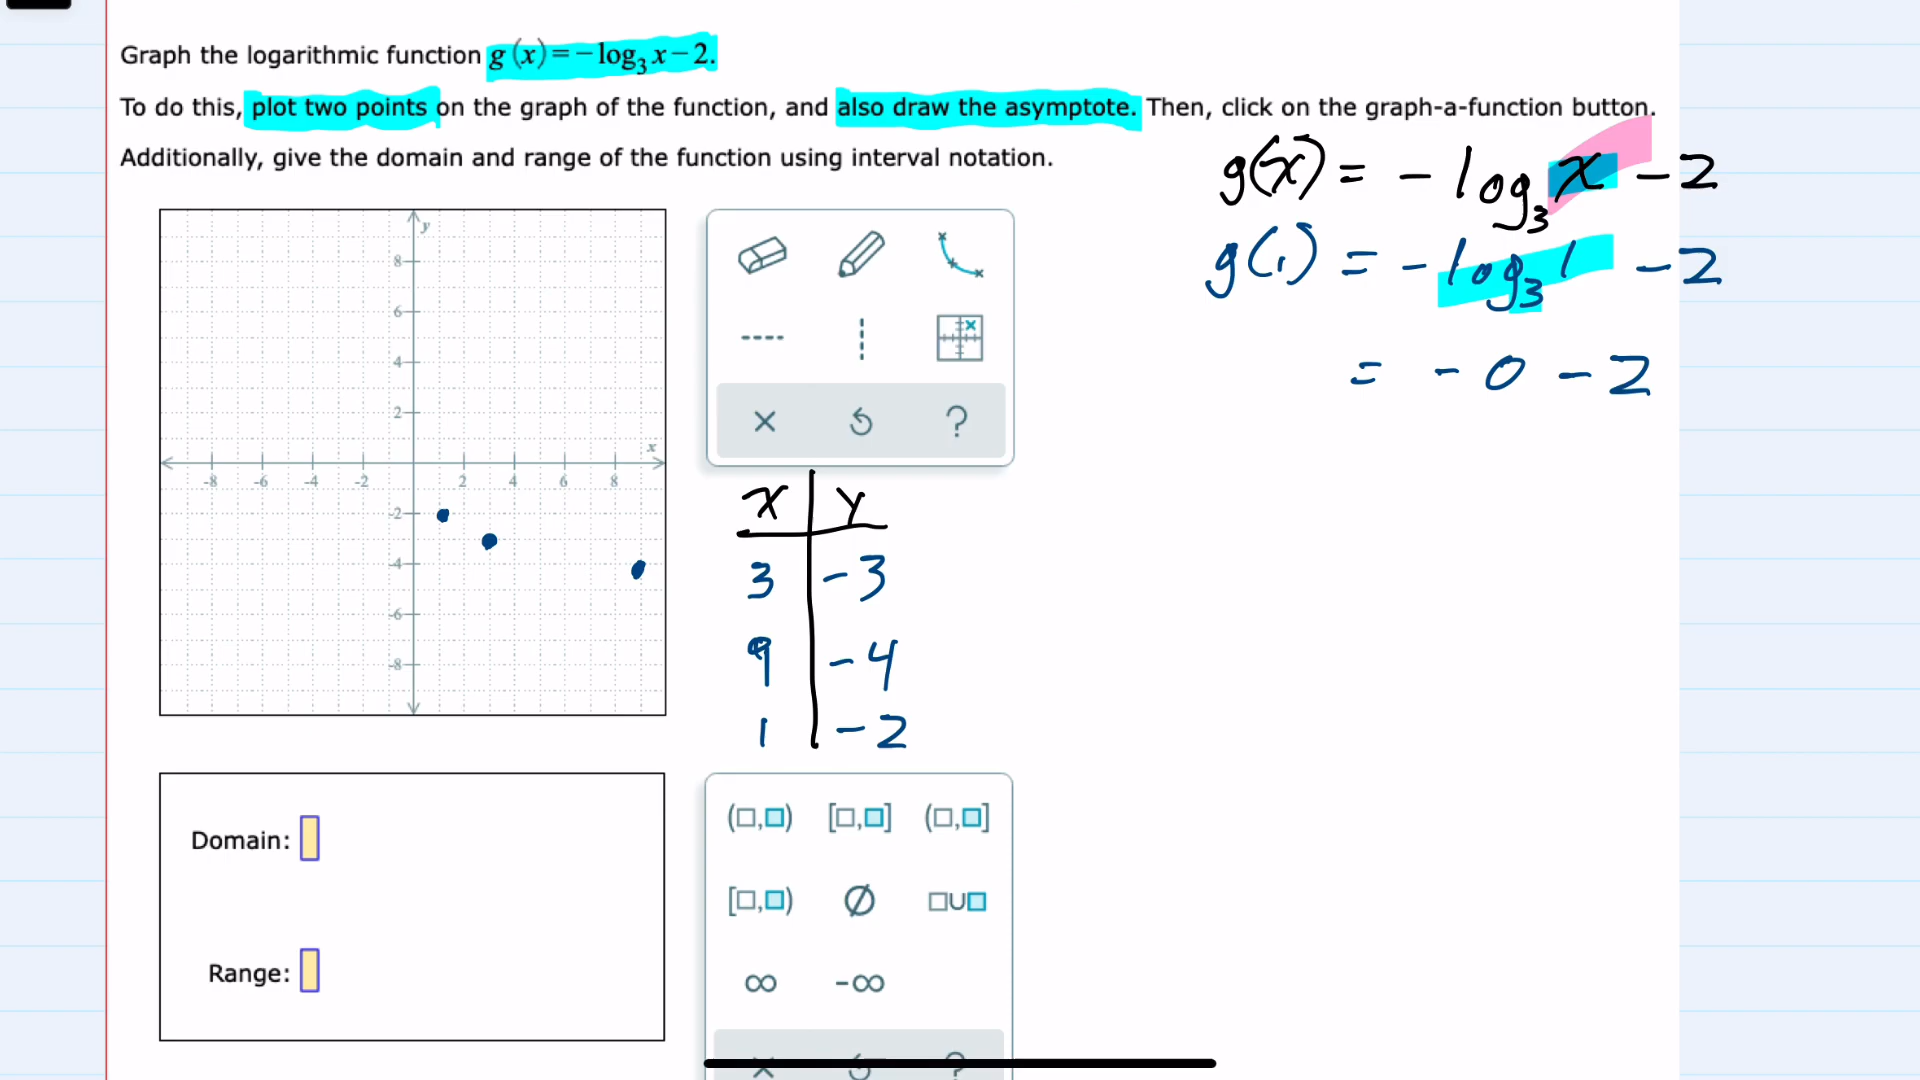 Graph the logarithmic function g (x) = − log₃ x − 2.
To do this, plot two points on the graph of the function, and also draw the asymptote. Then, click on the graph-a-function button.
Additionally, give the domain and range of the function using interval notation.
g(x) = − log₃ x − 2
g(1) = − log₃ 1 − 2
= − 0 − 2
y
8
6
4
2
x
-8 -6 -4 -2 2 4 6 8
-2
-4
-6
-8
× ?
x y
3 −3
9 −4
1 −2
Domain:
Range:
(□,□) [□,□] (□,□]
[□,□) ∅ □∪□
∞ −∞
× ?